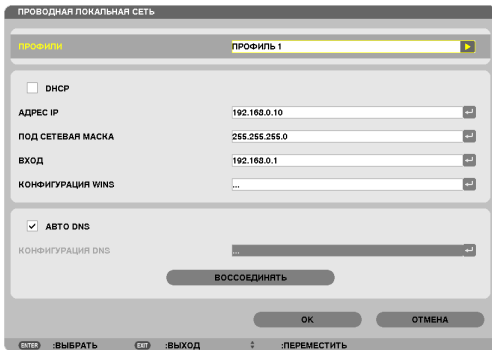 ПРОВОДНАЯ ЛОКАЛЬНАЯ СЕТЬ
ПРОФИЛИ ПРОФИЛЬ 1
DHCP
АДРЕС IP 192.168.0.10
ПОД СЕТЕВАЯ МАСКА 255.255.255.0
ВХОД 192.168.0.1
КОНФИГУРАЦИЯ WINS ...
АВТО DNS
КОНФИГУРАЦИЯ DNS ...
ВОССОЕДИНЯТЬ
OK ОТМЕНА
ENTER :ВЫБРАТЬ EXIT :ВЫХОД :ПЕРЕМЕСТИТЬ